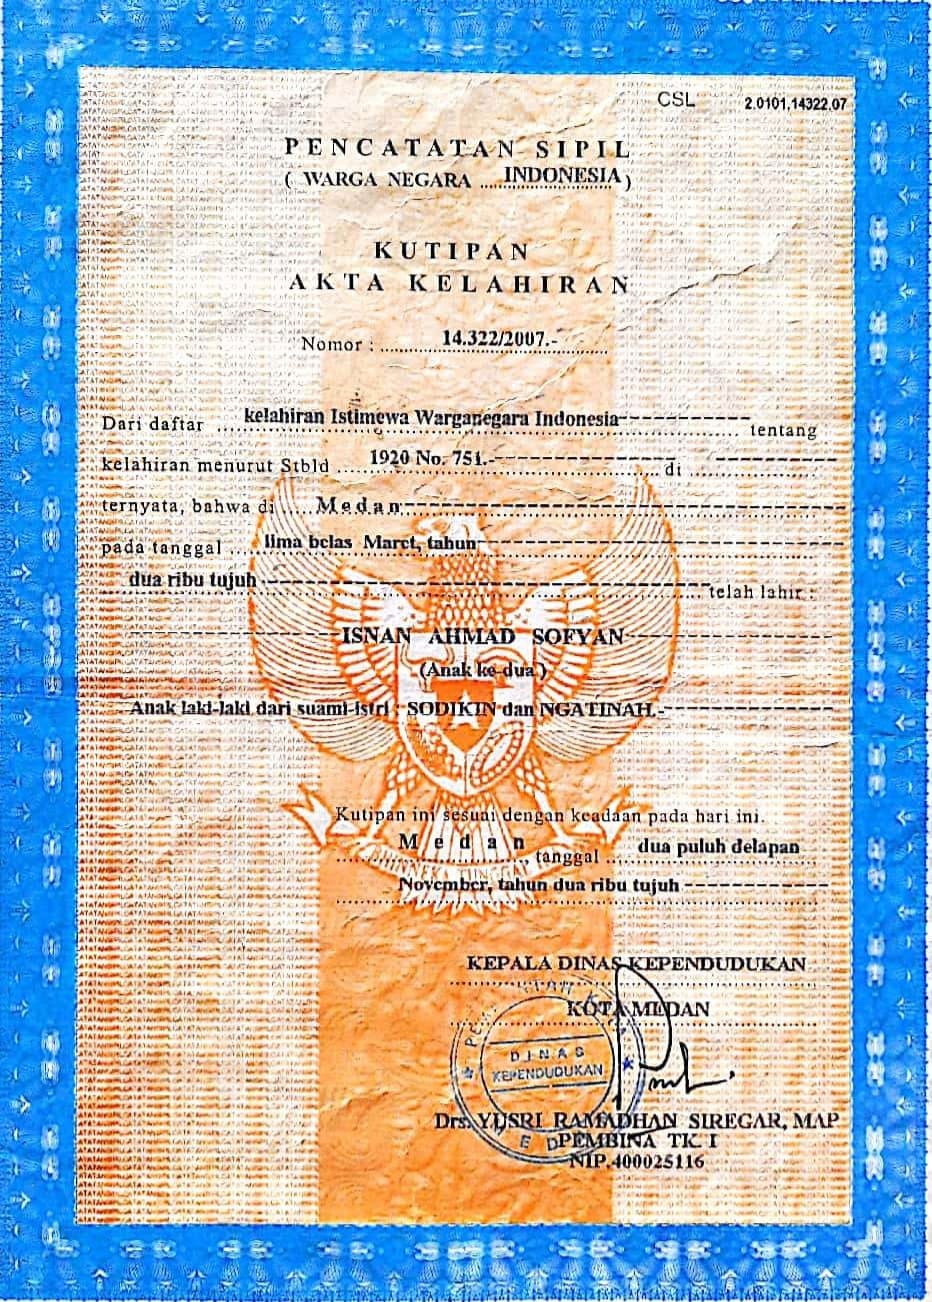 CSL 2.0101.14322.07
PENCATATAN SIPIL
( WARGA NEGARA ....INDONESIA )
KUTIPAN
AKTA KELAHIRAN
Nomor : 14.322/2007.-
Dari daftar kelahiran Istimewa Warganegara Indonesia tentang
kelahiran menurut Stbld 1920 No. 751.- di
ternyata, bahwa di Medan
pada tanggal lima belas Maret, tahun
dua ribu tujuh telah lahir :
ISNAN AHMAD SOFYAN
(Anak ke-dua)
Anak laki-laki dari suami-istri : SODIKIN dan NGATINAH.-
Kutipan ini sesuai dengan keadaan pada hari ini.
Medan, tanggal dua puluh delapan
November, tahun dua ribu tujuh
KEPALA DINAS KEPENDUDUKAN
KOTA MEDAN
DINAS
KEPENDUDUKAN
Drs. YUSRI RAMADHAN SIREGAR, MAP
PEMBINA TK. I
NIP.400025116